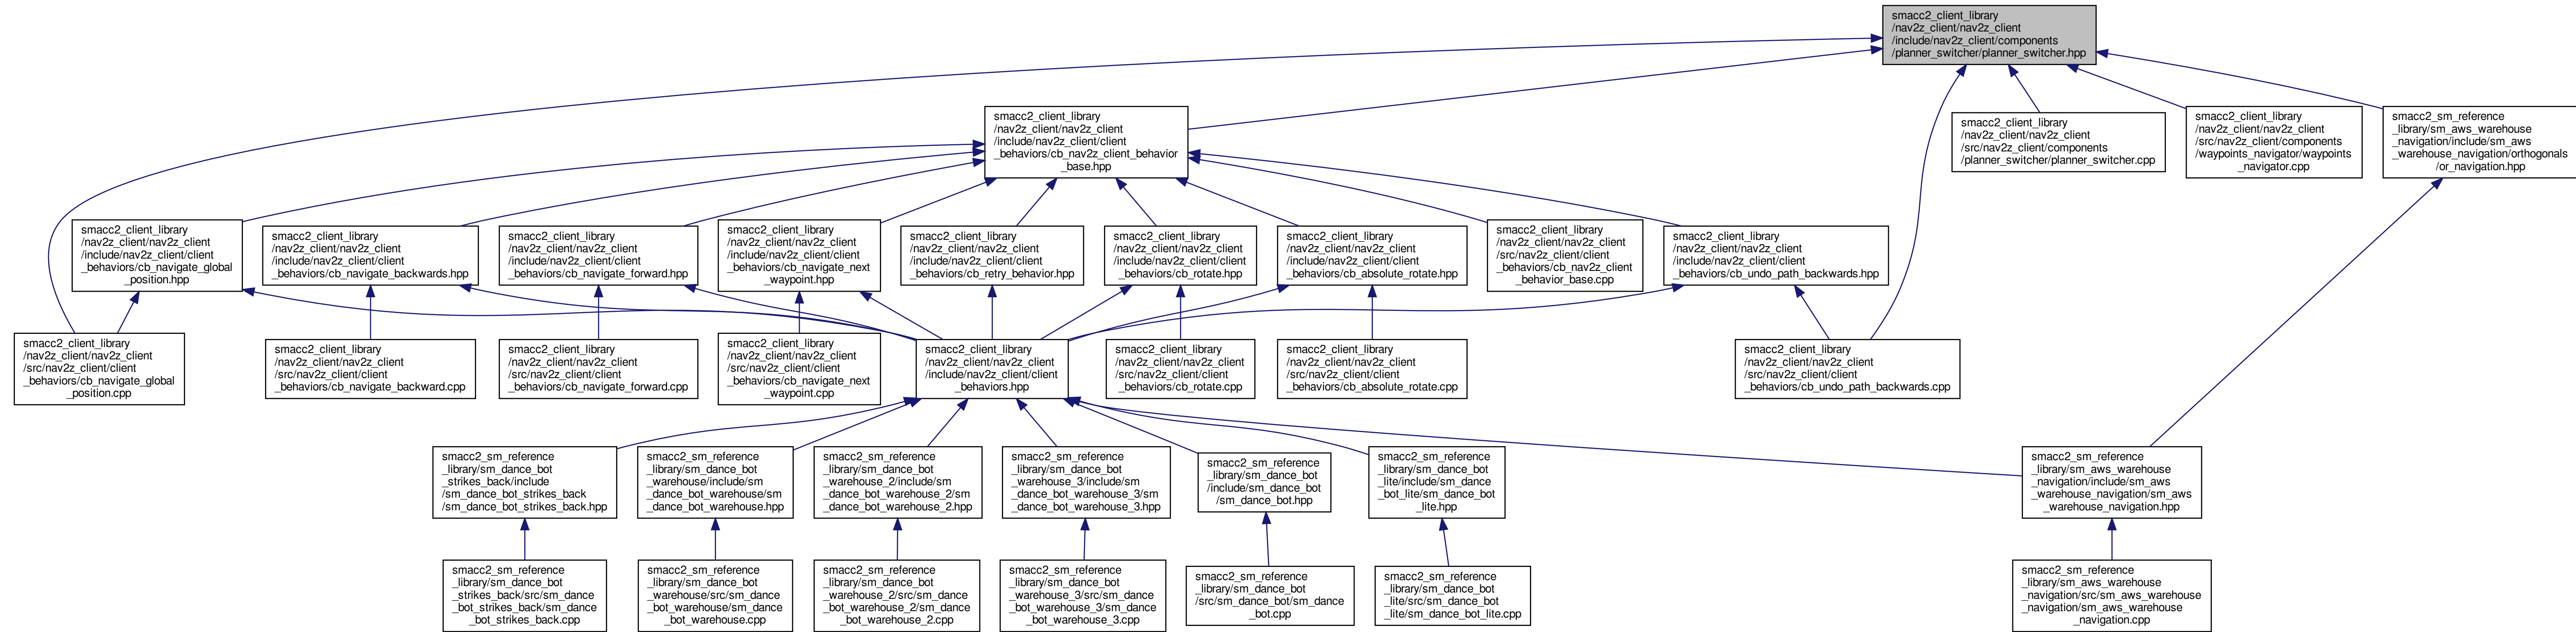 smacc2_client_library
/nav2z_client/nav2z_client
/include/nav2z_client/components
/planner_switcher/planner_switcher.hpp
smacc2_client_library
/nav2z_client/nav2z_client
/include/nav2z_client/client
_behaviors/cb_nav2z_client_behavior
_base.hpp
smacc2_client_library
/nav2z_client/nav2z_client
/src/nav2z_client/components
/planner_switcher/planner_switcher.cpp
smacc2_client_library
/nav2z_client/nav2z_client
/src/nav2z_client/components
/waypoints_navigator/waypoints
_navigator.cpp
smacc2_sm_reference
_library/sm_aws_warehouse
_navigation/include/sm_aws
_warehouse_navigation/orthogonals
/or_navigation.hpp
smacc2_client_library
/nav2z_client/nav2z_client
/include/nav2z_client/client
_behaviors/cb_navigate_global
_position.hpp
smacc2_client_library
/nav2z_client/nav2z_client
/include/nav2z_client/client
_behaviors/cb_navigate_backwards.hpp
smacc2_client_library
/nav2z_client/nav2z_client
/include/nav2z_client/client
_behaviors/cb_navigate_forward.hpp
smacc2_client_library
/nav2z_client/nav2z_client
/include/nav2z_client/client
_behaviors/cb_navigate_next
_waypoint.hpp
smacc2_client_library
/nav2z_client/nav2z_client
/include/nav2z_client/client
_behaviors/cb_retry_behavior.hpp
smacc2_client_library
/nav2z_client/nav2z_client
/include/nav2z_client/client
_behaviors/cb_rotate.hpp
smacc2_client_library
/nav2z_client/nav2z_client
/include/nav2z_client/client
_behaviors/cb_absolute_rotate.hpp
smacc2_client_library
/nav2z_client/nav2z_client
/src/nav2z_client/client
_behaviors/cb_nav2z_client
_behavior_base.cpp
smacc2_client_library
/nav2z_client/nav2z_client
/include/nav2z_client/client
_behaviors/cb_undo_path_backwards.hpp
smacc2_client_library
/nav2z_client/nav2z_client
/src/nav2z_client/client
_behaviors/cb_navigate_global
_position.cpp
smacc2_client_library
/nav2z_client/nav2z_client
/src/nav2z_client/client
_behaviors/cb_navigate_backward.cpp
smacc2_client_library
/nav2z_client/nav2z_client
/src/nav2z_client/client
_behaviors/cb_navigate_forward.cpp
smacc2_client_library
/nav2z_client/nav2z_client
/src/nav2z_client/client
_behaviors/cb_navigate_next
_waypoint.cpp
smacc2_client_library
/nav2z_client/nav2z_client
/include/nav2z_client/client
_behaviors.hpp
smacc2_client_library
/nav2z_client/nav2z_client
/src/nav2z_client/client
_behaviors/cb_rotate.cpp
smacc2_client_library
/nav2z_client/nav2z_client
/src/nav2z_client/client
_behaviors/cb_absolute_rotate.cpp
smacc2_client_library
/nav2z_client/nav2z_client
/src/nav2z_client/client
_behaviors/cb_undo_path_backwards.cpp
smacc2_sm_reference
_library/sm_dance_bot
_strikes_back/include
/sm_dance_bot_strikes_back
/sm_dance_bot_strikes_back.hpp
smacc2_sm_reference
_library/sm_dance_bot
_warehouse/include/sm
_dance_bot_warehouse/sm
_dance_bot_warehouse.hpp
smacc2_sm_reference
_library/sm_dance_bot
_warehouse_2/include/sm
_dance_bot_warehouse_2/sm
_dance_bot_warehouse_2.hpp
smacc2_sm_reference
_library/sm_dance_bot
_warehouse_3/include/sm
_dance_bot_warehouse_3/sm
_dance_bot_warehouse_3.hpp
smacc2_sm_reference
_library/sm_dance_bot
/include/sm_dance_bot
/sm_dance_bot.hpp
smacc2_sm_reference
_library/sm_dance_bot
_lite/include/sm_dance
_bot_lite/sm_dance_bot
_lite.hpp
smacc2_sm_reference
_library/sm_aws_warehouse
_navigation/include/sm_aws
_warehouse_navigation/sm_aws
_warehouse_navigation.hpp
smacc2_sm_reference
_library/sm_dance_bot
_strikes_back/src/sm_dance
_bot_strikes_back/sm_dance
_bot_strikes_back.cpp
smacc2_sm_reference
_library/sm_dance_bot
_warehouse/src/sm_dance
_bot_warehouse/sm_dance
_bot_warehouse.cpp
smacc2_sm_reference
_library/sm_dance_bot
_warehouse_2/src/sm_dance
_bot_warehouse_2/sm_dance
_bot_warehouse_2.cpp
smacc2_sm_reference
_library/sm_dance_bot
_warehouse_3/src/sm_dance
_bot_warehouse_3/sm_dance
_bot_warehouse_3.cpp
smacc2_sm_reference
_library/sm_dance_bot
/src/sm_dance_bot/sm_dance
_bot.cpp
smacc2_sm_reference
_library/sm_dance_bot
_lite/src/sm_dance_bot
_lite/sm_dance_bot_lite.cpp
smacc2_sm_reference
_library/sm_aws_warehouse
_navigation/src/sm_aws_warehouse
_navigation/sm_aws_warehouse
_navigation.cpp